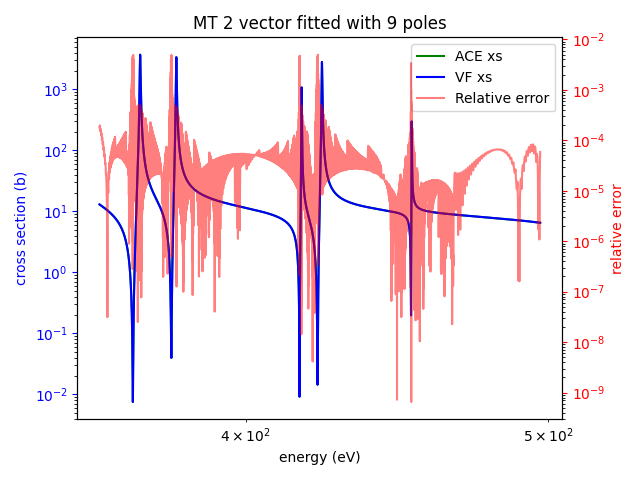 MT 2 vector fitted with 9 poles
ACE xs
VF xs
Relative error
cross section (b)
10³
10²
10¹
10⁰
10⁻¹
10⁻²
relative error
10⁻²
10⁻³
10⁻⁴
10⁻⁵
10⁻⁶
10⁻⁷
10⁻⁸
10⁻⁹
4 × 10²
5 × 10²
energy (eV)